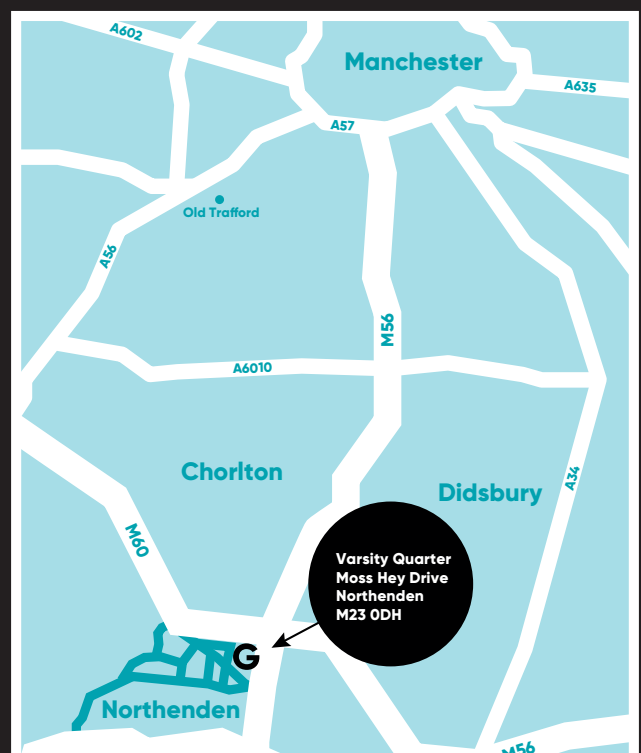 A602
Manchester
A635
A57
Old Trafford
A56
M56
A6010
Chorlton
A34
Didsbury
M60
Varsity Quarter
Moss Hey Drive
Northenden
M23 0DH
G
Northenden
M56